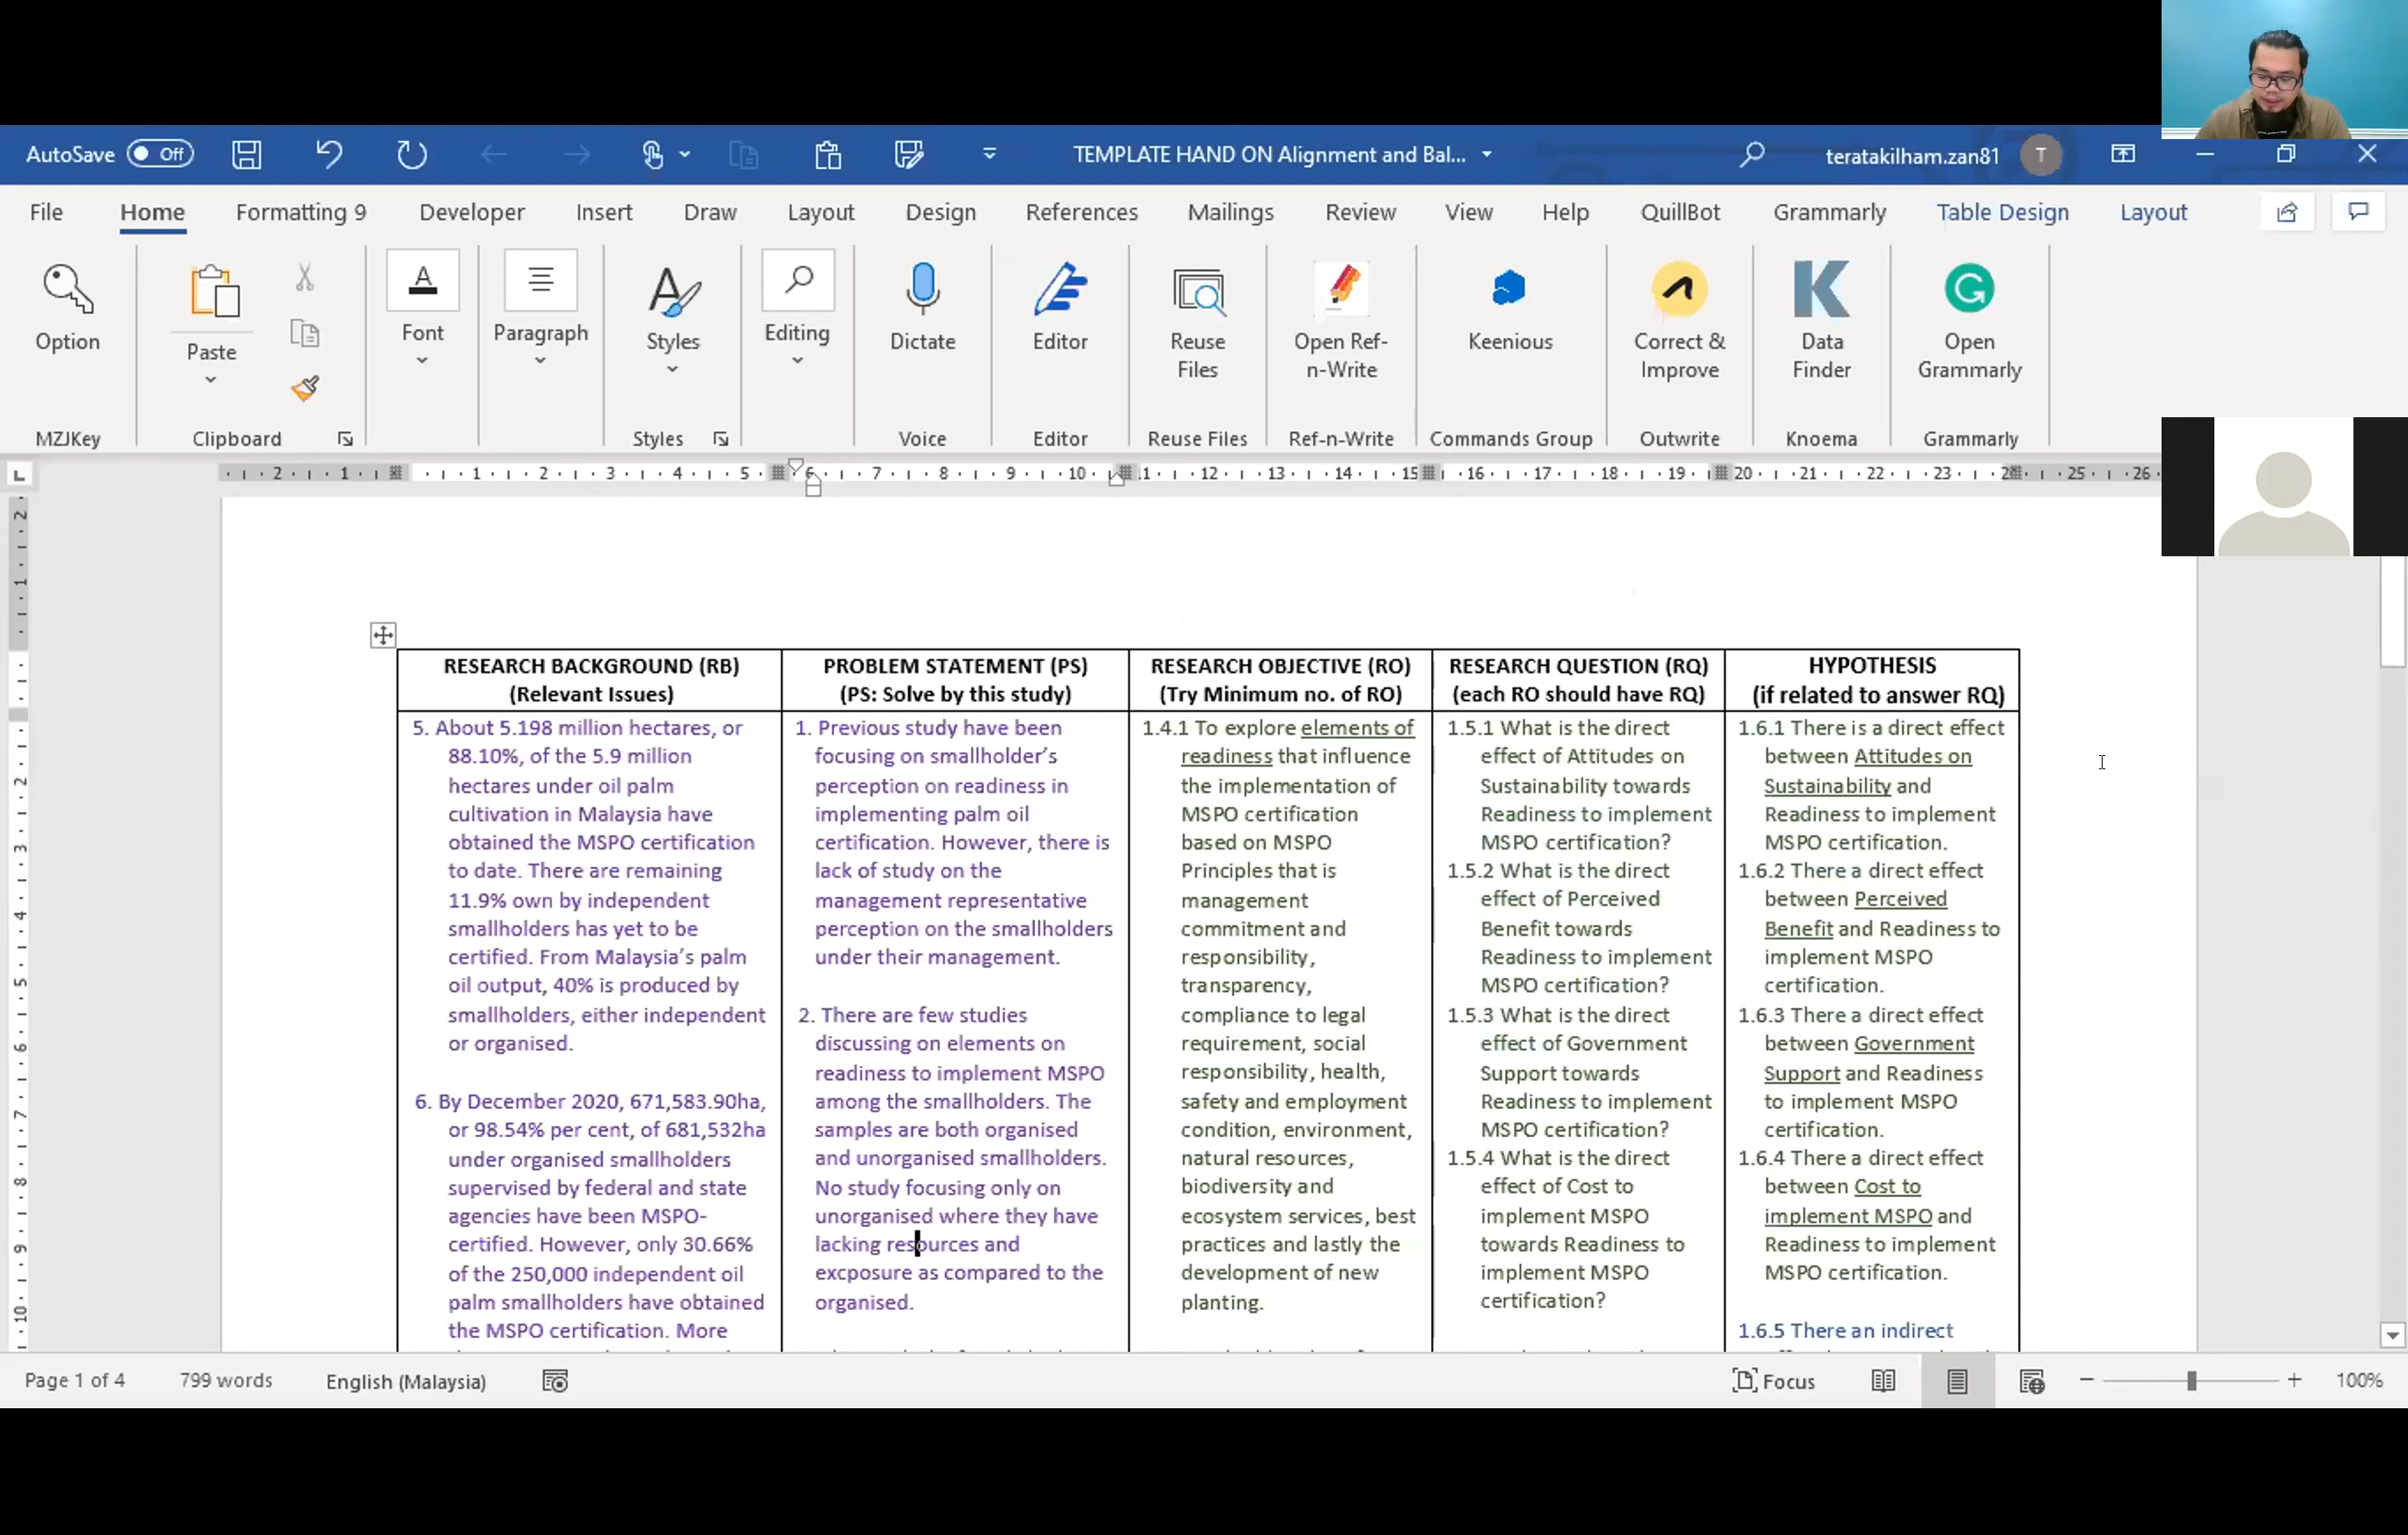 AutoSave Off TEMPLATE HAND ON Alignment and Bal... teratakilham.zan81 T
File Home Formatting 9 Developer Insert Draw Layout Design References Mailings Review View Help QuillBot Grammarly Table Design Layout
Option
Paste
Font
Paragraph
Styles
Editing
Dictate
Editor
Reuse
Files
Open Ref-
n-Write
Keenious
Correct &
Improve
Data
Finder
Open
Grammarly
MZJKey Clipboard Styles Voice Editor Reuse Files Ref-n-Write Commands Group Outwrite Knoema Grammarly
RESEARCH BACKGROUND (RB)
(Relevant Issues)
PROBLEM STATEMENT (PS)
(PS: Solve by this study)
RESEARCH OBJECTIVE (RO)
(Try Minimum no. of RO)
RESEARCH QUESTION (RQ)
(each RO should have RQ)
HYPOTHESIS
(if related to answer RQ)
5. About 5.198 million hectares, or
88.10%, of the 5.9 million
hectares under oil palm
cultivation in Malaysia have
obtained the MSPO certification
to date. There are remaining
11.9% own by independent
smallholders has yet to be
certified. From Malaysia's palm
oil output, 40% is produced by
smallholders, either independent
or organised.
6. By December 2020, 671,583.90ha,
or 98.54% per cent, of 681,532ha
under organised smallholders
supervised by federal and state
agencies have been MSPO-
certified. However, only 30.66%
of the 250,000 independent oil
palm smallholders have obtained
the MSPO certification. More
1. Previous study have been
focusing on smallholder's
perception on readiness in
implementing palm oil
certification. However, there is
lack of study on the
management representative
perception on the smallholders
under their management.
2. There are few studies
discussing on elements on
readiness to implement MSPO
among the smallholders. The
samples are both organised
and unorganised smallholders.
No study focusing only on
unorganised where they have
lacking resources and
excposure as compared to the
organised.
1.4.1 To explore elements of
readiness that influence
the implementation of
MSPO certification
based on MSPO
Principles that is
management
commitment and
responsibility,
transparency,
compliance to legal
requirement, social
responsibility, health,
safety and employment
condition, environment,
natural resources,
biodiversity and
ecosystem services, best
practices and lastly the
development of new
planting.
1.5.1 What is the direct
effect of Attitudes on
Sustainability towards
Readiness to implement
MSPO certification?
1.5.2 What is the direct
effect of Perceived
Benefit towards
Readiness to implement
MSPO certification?
1.5.3 What is the direct
effect of Government
Support towards
Readiness to implement
MSPO certification?
1.5.4 What is the direct
effect of Cost to
implement MSPO
towards Readiness to
implement MSPO
certification?
1.6.1 There is a direct effect
between Attitudes on
Sustainability and
Readiness to implement
MSPO certification.
1.6.2 There a direct effect
between Perceived
Benefit and Readiness to
implement MSPO
certification.
1.6.3 There a direct effect
between Government
Support and Readiness
to implement MSPO
certification.
1.6.4 There a direct effect
between Cost to
implement MSPO and
Readiness to implement
MSPO certification.
1.6.5 There an indirect
Page 1 of 4 799 words English (Malaysia) Focus 100%